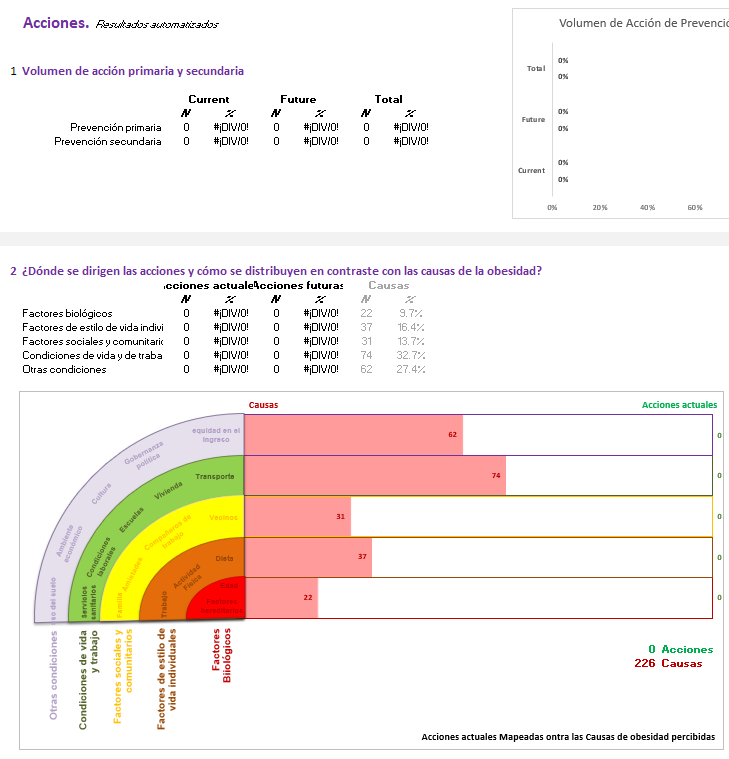 Acciones. Resultados automatizados
Volumen de Acción de Prevenció
Total
0%
0%
Future
0%
0%
Current
0%
0%
0% 20% 40% 60%
1 Volumen de acción primaria y secundaria
Current Future Total
N % N % N %
Prevención primaria 0 #¡DIV/0! 0 #¡DIV/0! 0 #¡DIV/0!
Prevención secundaria 0 #¡DIV/0! 0 #¡DIV/0! 0 #¡DIV/0!
2 ¿Dónde se dirigen las acciones y cómo se distribuyen en contraste con las causas de la obesidad?
cciones actuale Acciones futuras Causas
N % N % N %
Factores biológicos 0 #¡DIV/0! 0 #¡DIV/0! 22 9.7%
Factores de estilo de vida indivi 0 #¡DIV/0! 0 #¡DIV/0! 37 16.4%
Factores sociales y comunitaric 0 #¡DIV/0! 0 #¡DIV/0! 31 13.7%
Condiciones de vida y de traba 0 #¡DIV/0! 0 #¡DIV/0! 74 32.7%
Otras condiciones 0 #¡DIV/0! 0 #¡DIV/0! 62 27.4%
Causas Acciones actuales
equidad en el
ingreso
Gobernanza
política
Cultura
Ambiente
económico
uso del suelo
62 0
Transporte
Vivienda
Escuelas
Condiciones
laborales
Servicios
sanitarios
74 0
Vecinos
Compañeros de
trabajo
Amistades
Familia
31 0
Dieta
Actividad
Física
Trabajo
37 0
Edad
Factores
hereditarios
22 0
Otras condiciones
Condiciones de vida
y trabajo
Factores sociales y
comunitarios
Factores de estilo de
vida individuales
Factores
Biiológicos
0 Acciones
226 Causas
Acciones actuales Mapeadas ontra las Causas de obesidad percibidas